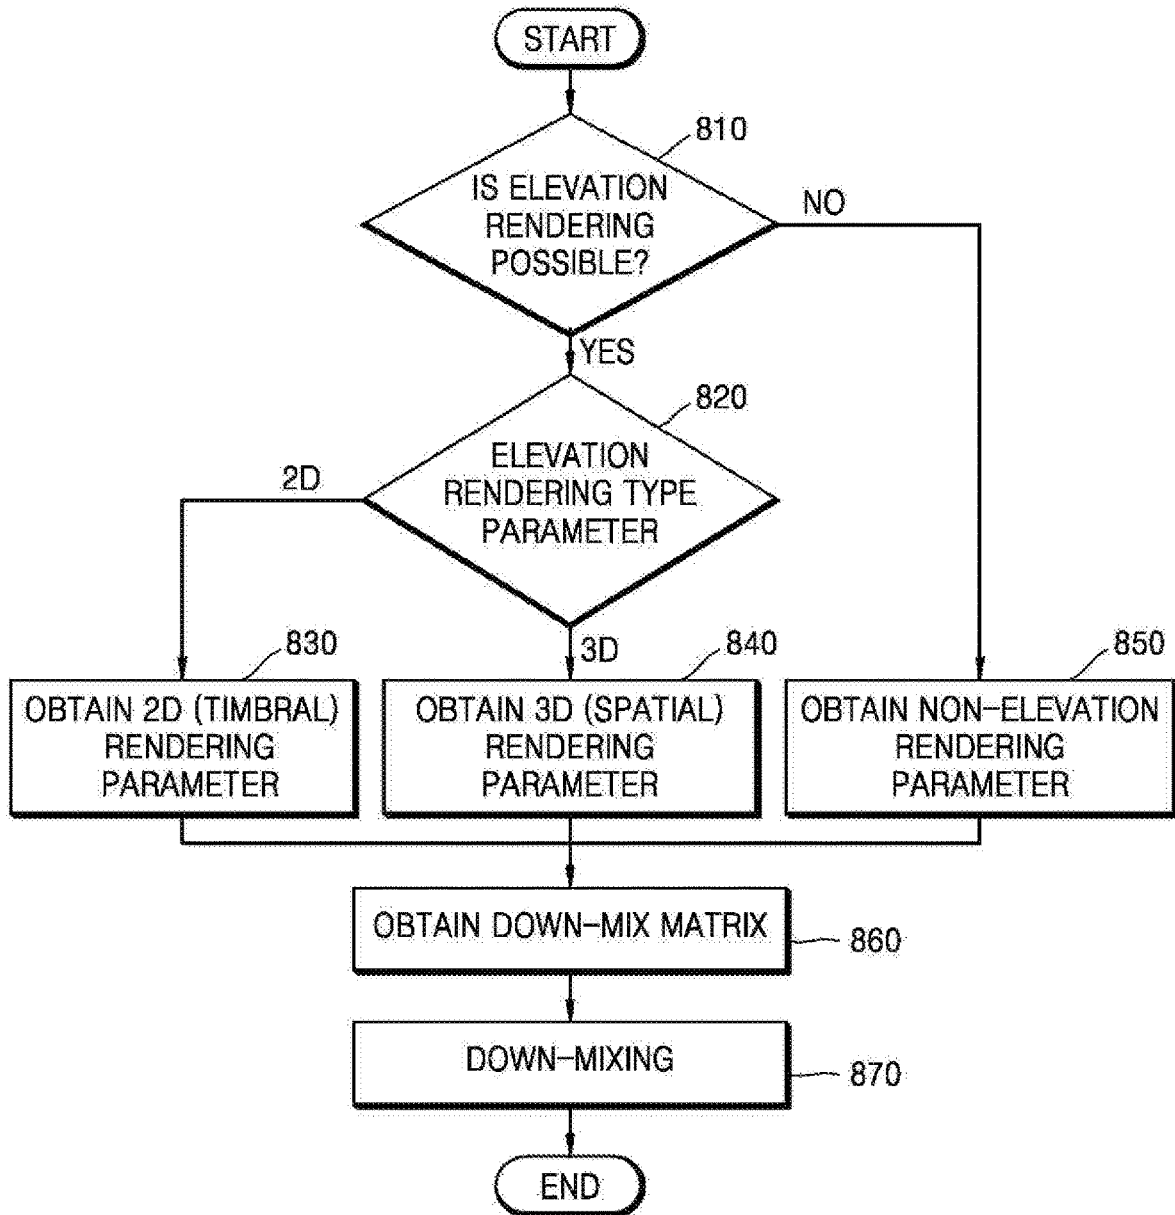 START
810
IS ELEVATION
RENDERING
POSSIBLE?
NO
YES
820
ELEVATION
RENDERING TYPE
PARAMETER
2D
3D
830
OBTAIN 2D (TIMBRAL)
RENDERING
PARAMETER
840
OBTAIN 3D (SPATIAL)
RENDERING
PARAMETER
850
OBTAIN NON-ELEVATION
RENDERING
PARAMETER
OBTAIN DOWN-MIX MATRIX
860
DOWN-MIXING
870
END